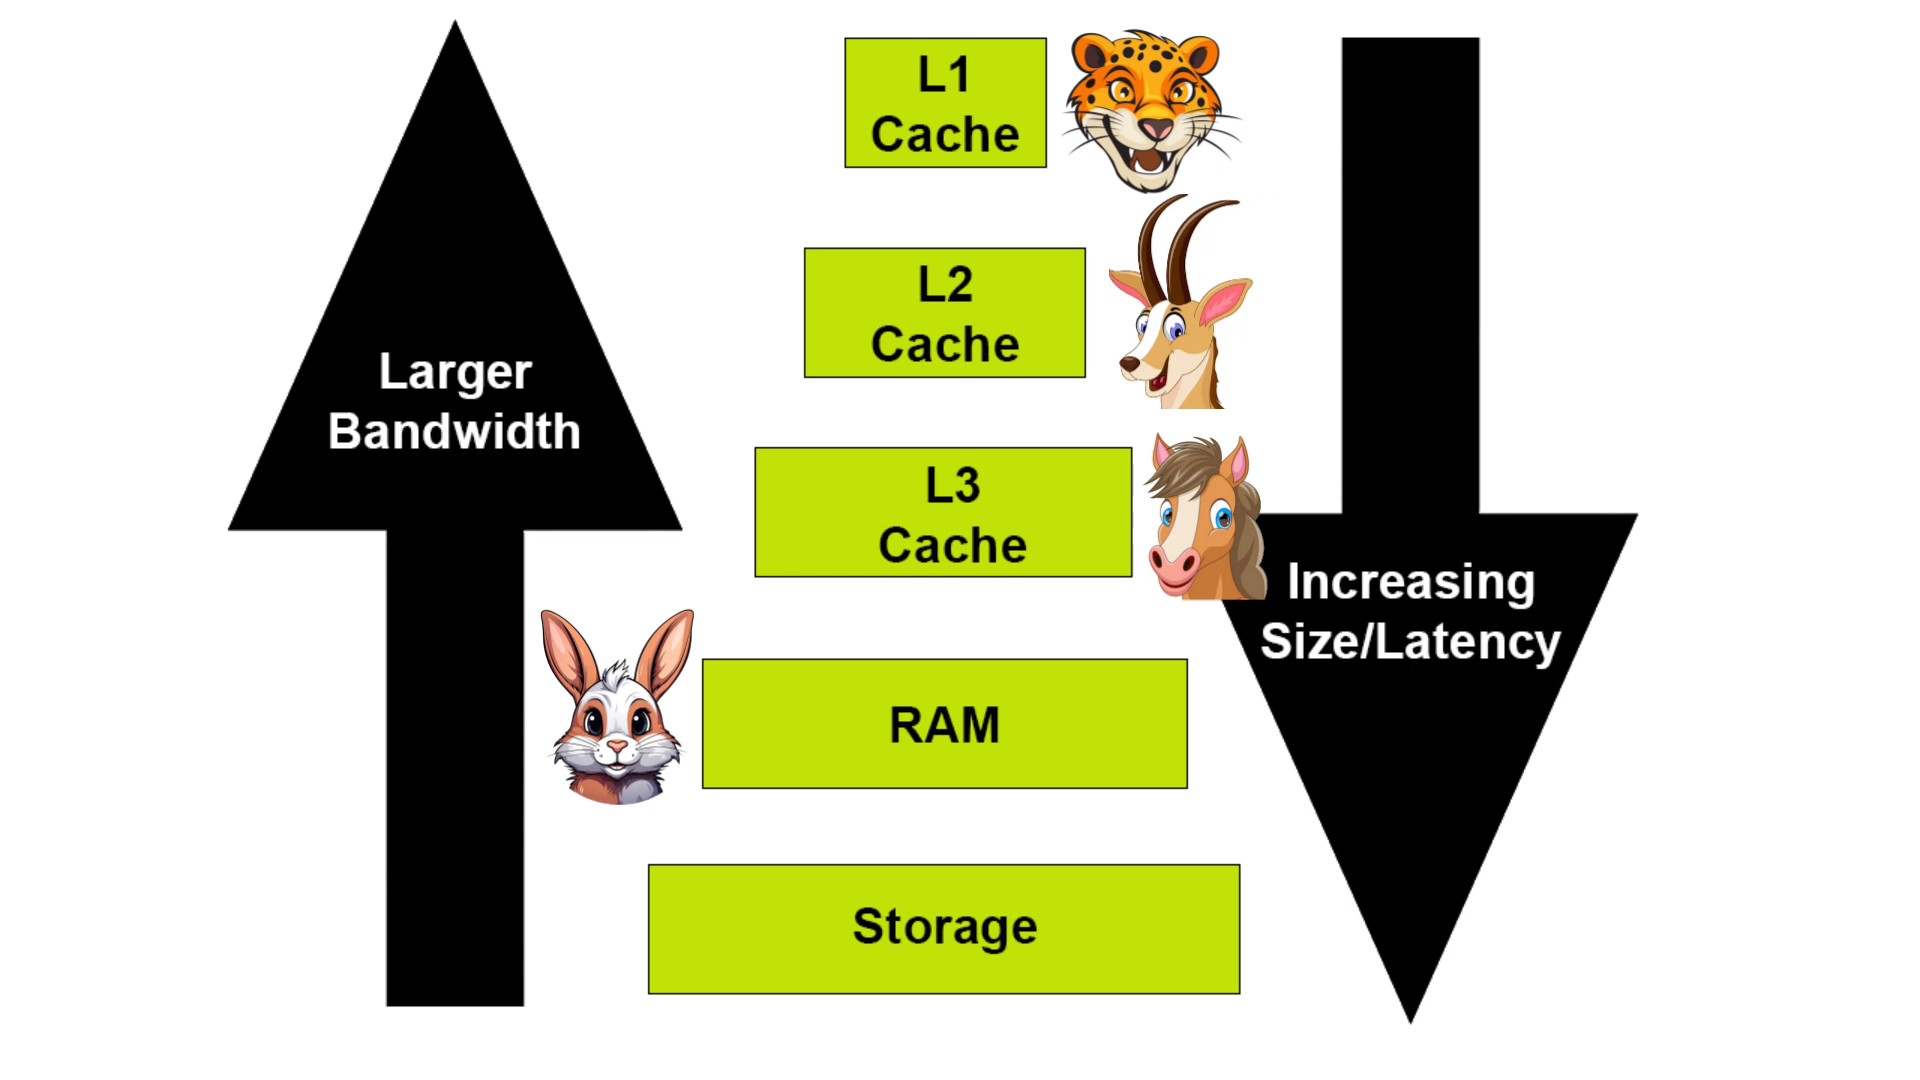 L1
Cache
L2
Cache
Larger
Bandwidth
L3
Cache
Increasing
Size/Latency
RAM
Storage